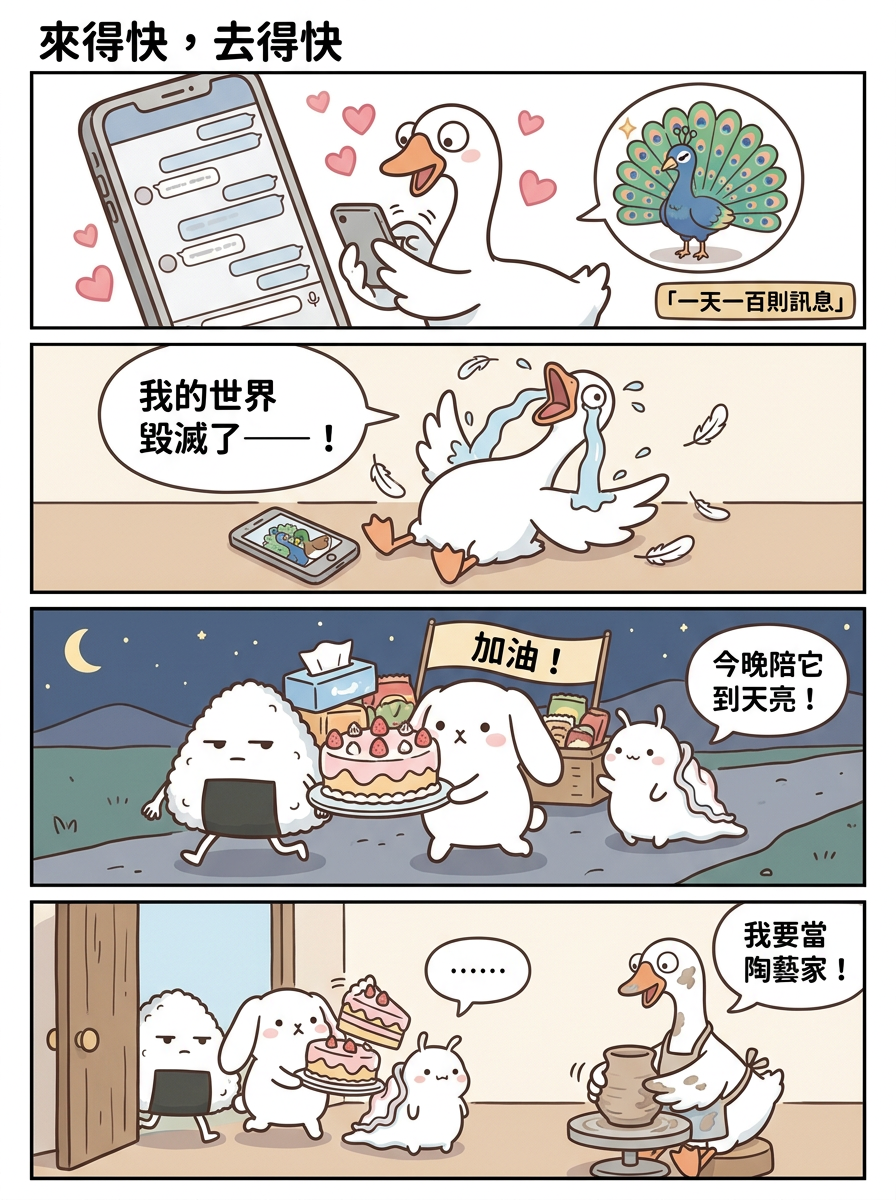 來得快，去得快
「一天一百則訊息」
我的世界
毀滅了——！
加油！
今晚陪它
到天亮！
……
我要當
陶藝家！